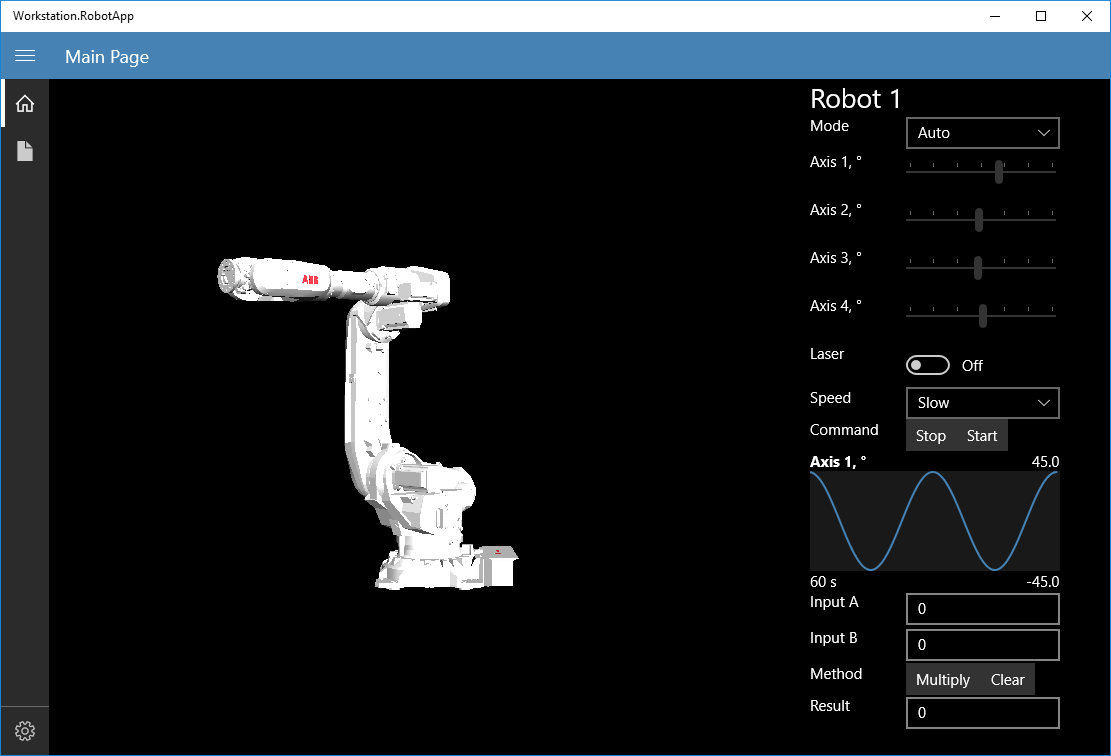 Workstation.RobotApp
Main Page
ABB
Robot 1
Mode Auto
Axis 1, °
Axis 2, °
Axis 3, °
Axis 4, °
Laser Off
Speed Slow
Command Stop Start
Axis 1, ° 45.0
60 s -45.0
Input A 0
Input B 0
Method Multiply Clear
Result 0